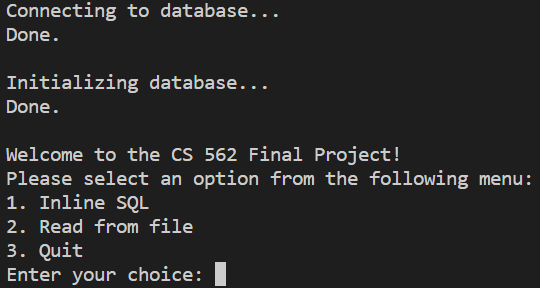 Connecting to database...
Done.
Initializing database...
Done.
Welcome to the CS 562 Final Project!
Please select an option from the following menu:
1. Inline SQL
2. Read from file
3. Quit
Enter your choice: